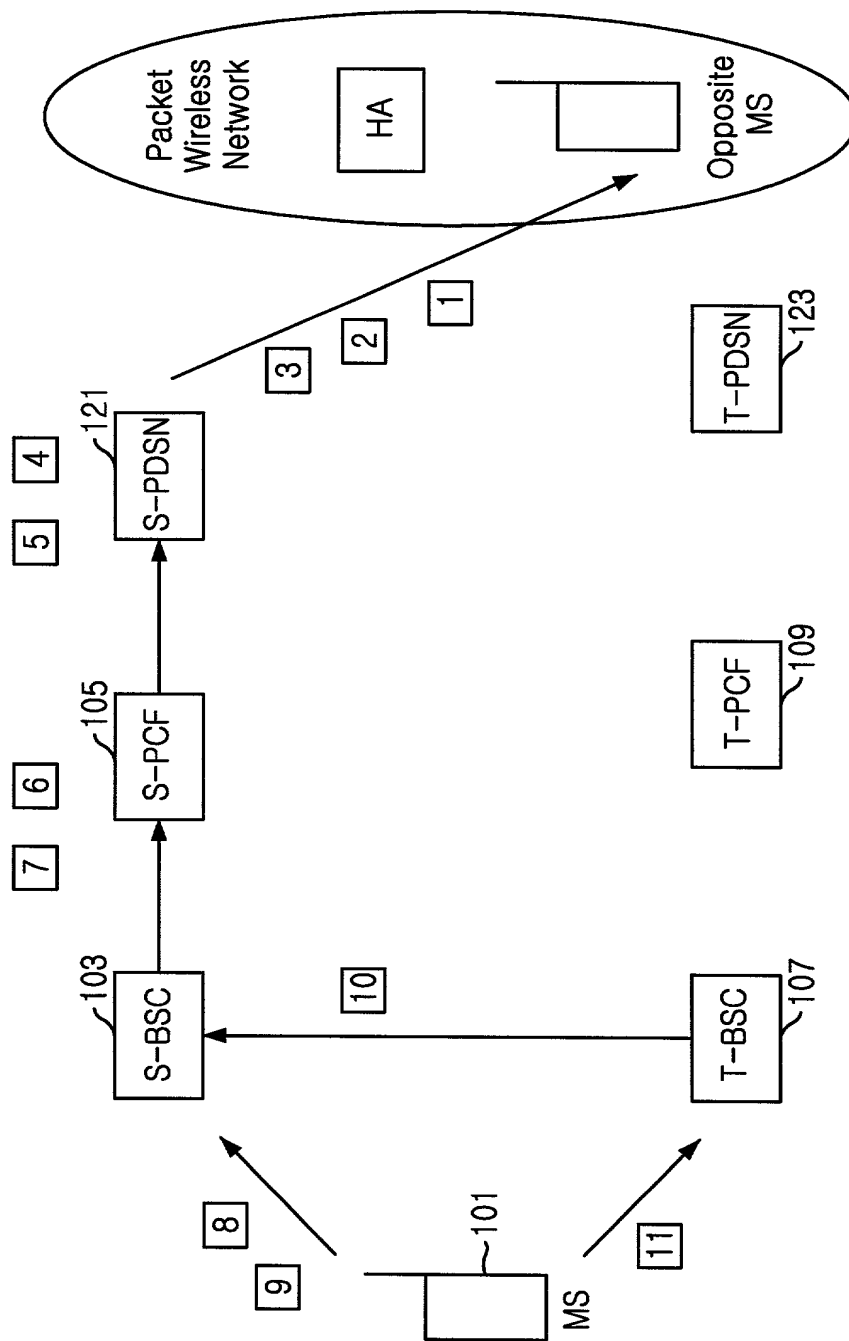 Packet
Wireless
Network
HA
Opposite
MS
7
6
5
4
103
S-BSC
105
S-PCF
121
S-PDSN
3
2
1
8
9
10
101
MS
11
T-BSC
107
T-PCF
109
T-PDSN
123